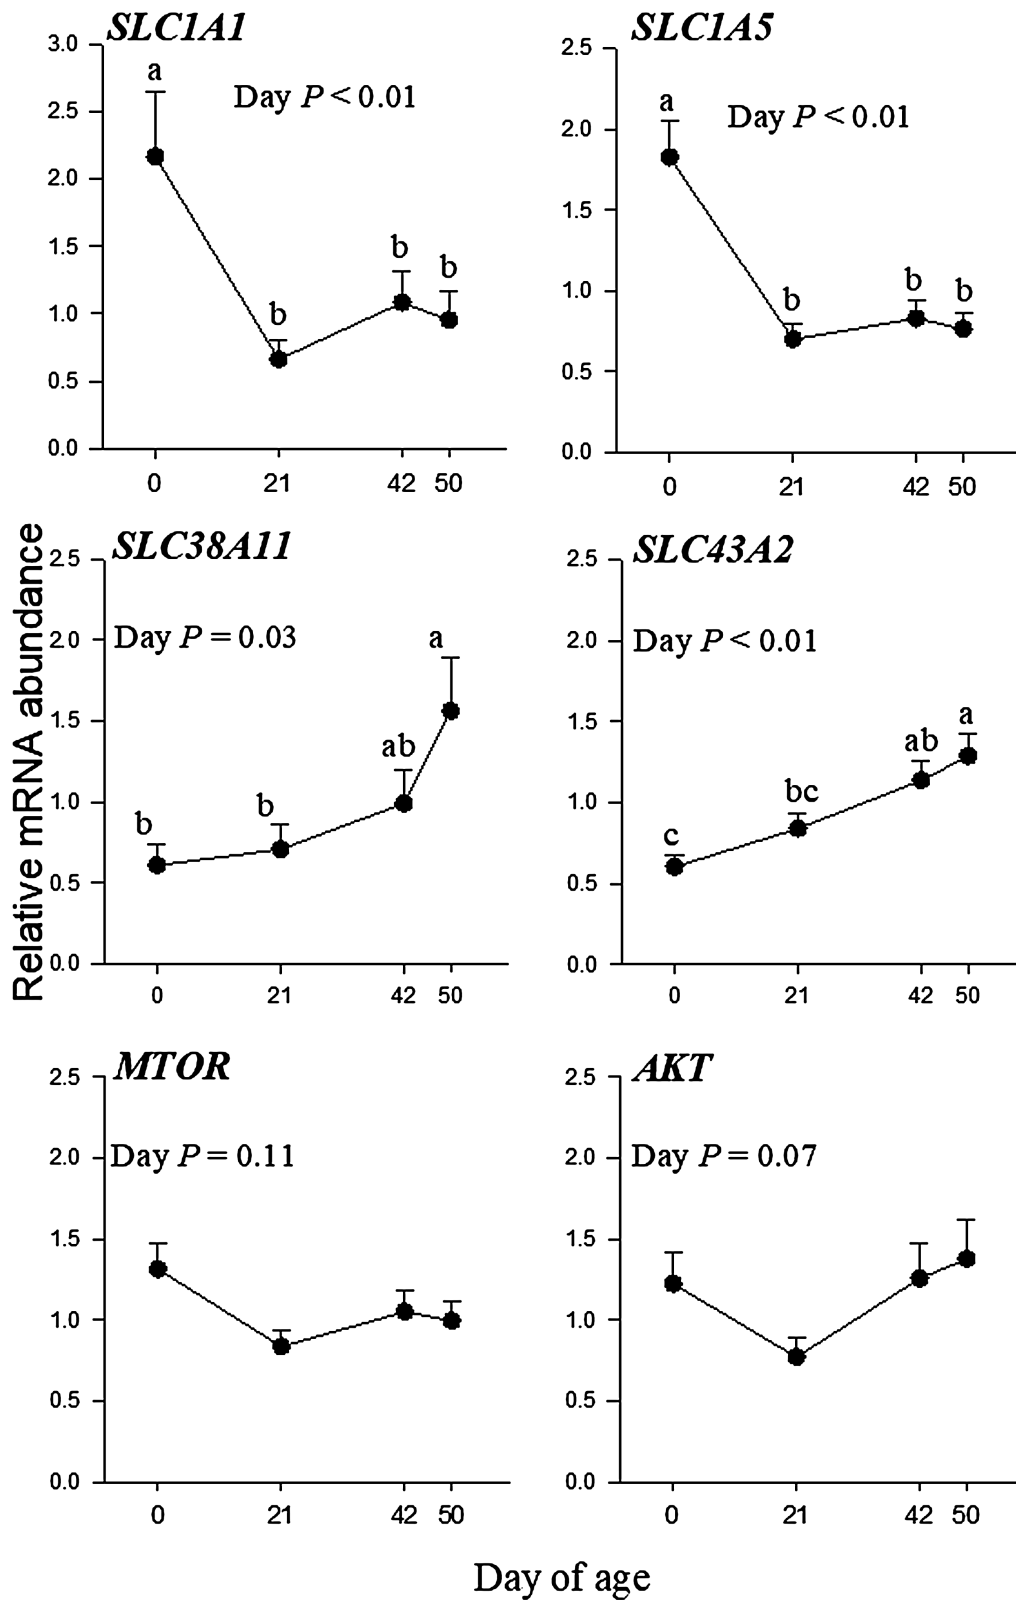 SLC1A1
3.0
2.5
2.0
1.5
1.0
0.5
0.0
Day P < 0.01
a
b
b
b
0 21 42 50
SLC1A5
2.5
2.0
1.5
1.0
0.5
0.0
Day P < 0.01
a
b
b
b
0 21 42 50
Relative mRNA abundance
SLC38A11
2.5
2.0
1.5
1.0
0.5
0.0
Day P = 0.03
b
b
ab
a
0 21 42 50
SLC43A2
2.5
2.0
1.5
1.0
0.5
0.0
Day P < 0.01
c
bc
ab
a
0 21 42 50
MTOR
2.5
2.0
1.5
1.0
0.5
0.0
Day P = 0.11
0 21 42 50
AKT
2.5
2.0
1.5
1.0
0.5
0.0
Day P = 0.07
0 21 42 50
Day of age